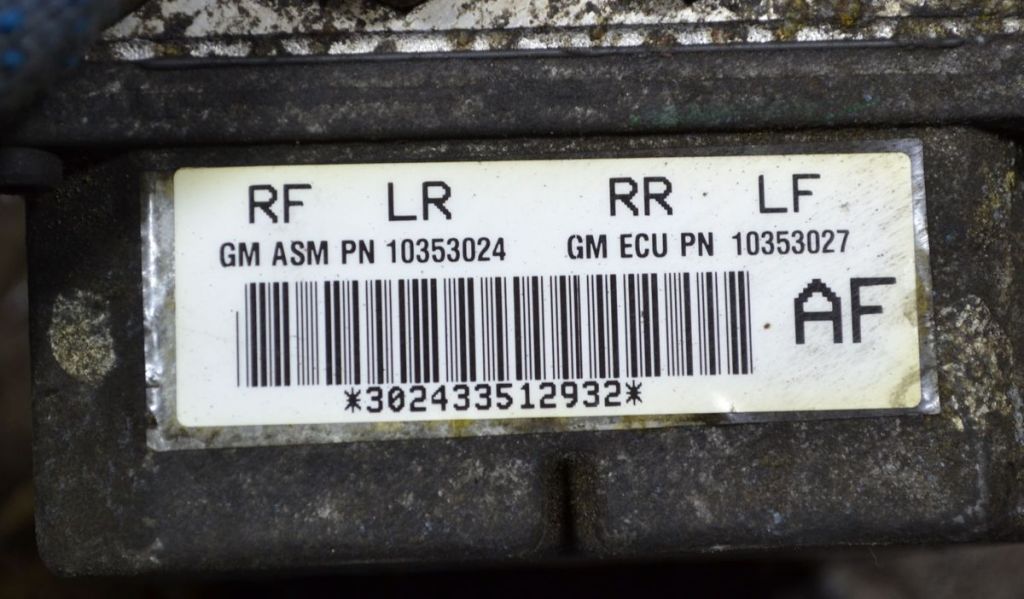 RF LR RR LF
GM ASM PN 10353024 GM ECU PN 10353027
AF
*302433512932*